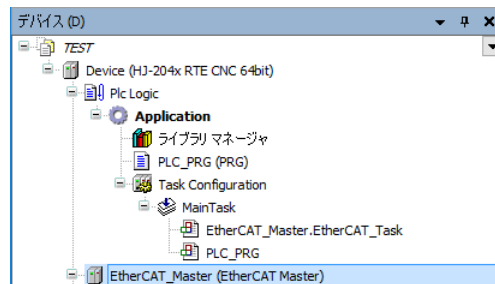 デバイス (D)
TEST
Device (HJ-204x RTE CNC 64bit)
Plc Logic
Application
ライブラリ マネージャ
PLC_PRG (PRG)
Task Configuration
MainTask
EtherCAT_Master.EtherCAT_Task
PLC_PRG
EtherCAT_Master (EtherCAT Master)